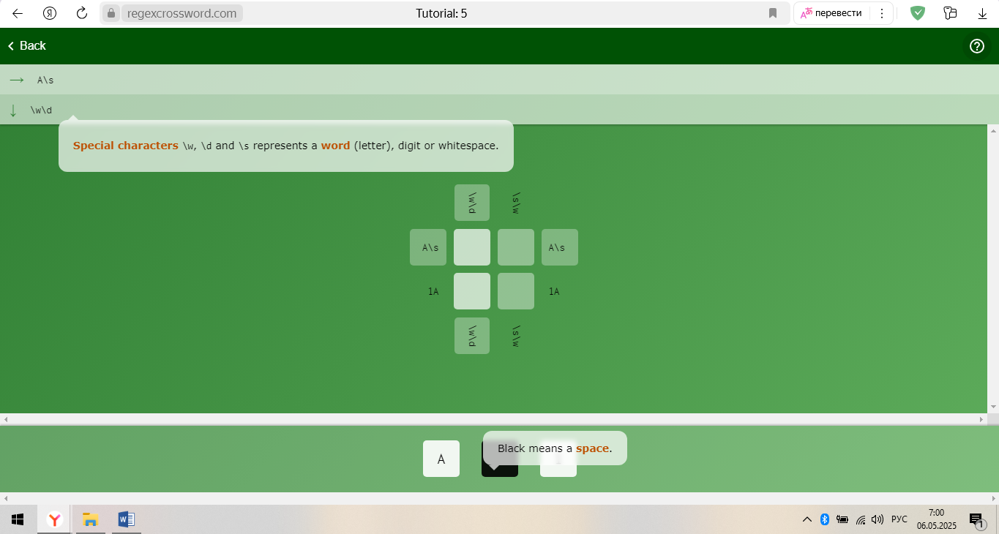 regexcrossword.com Tutorial: 5 перевести
Back
A\s
\w\d
Special characters \w, \d and \s represents a word (letter), digit or whitespace.
\w\d \s\w
A\s A\s
1A 1A
\w\d \s\w
Black means a space.
A
7:00
РУС
06.05.2025
1